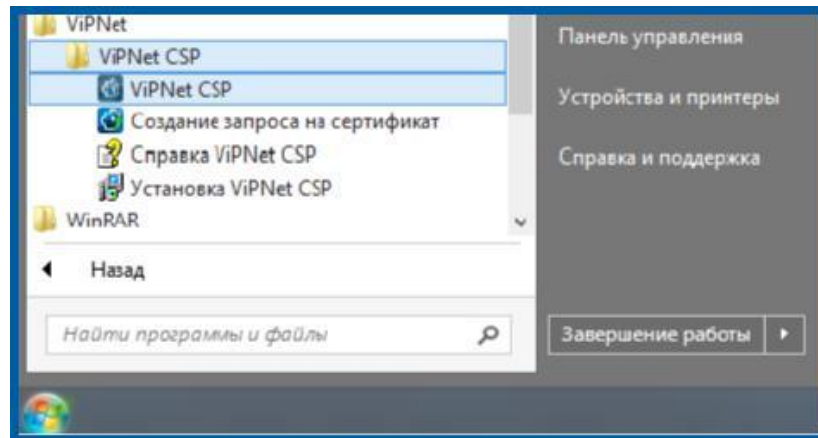 ViPNet
ViPNet CSP
ViPNet CSP
Создание запроса на сертификат
Справка ViPNet CSP
Установка ViPNet CSP
WinRAR
Назад
Найти программы и файлы
Панель управления
Устройства и принтеры
Справка и поддержка
Завершение работы